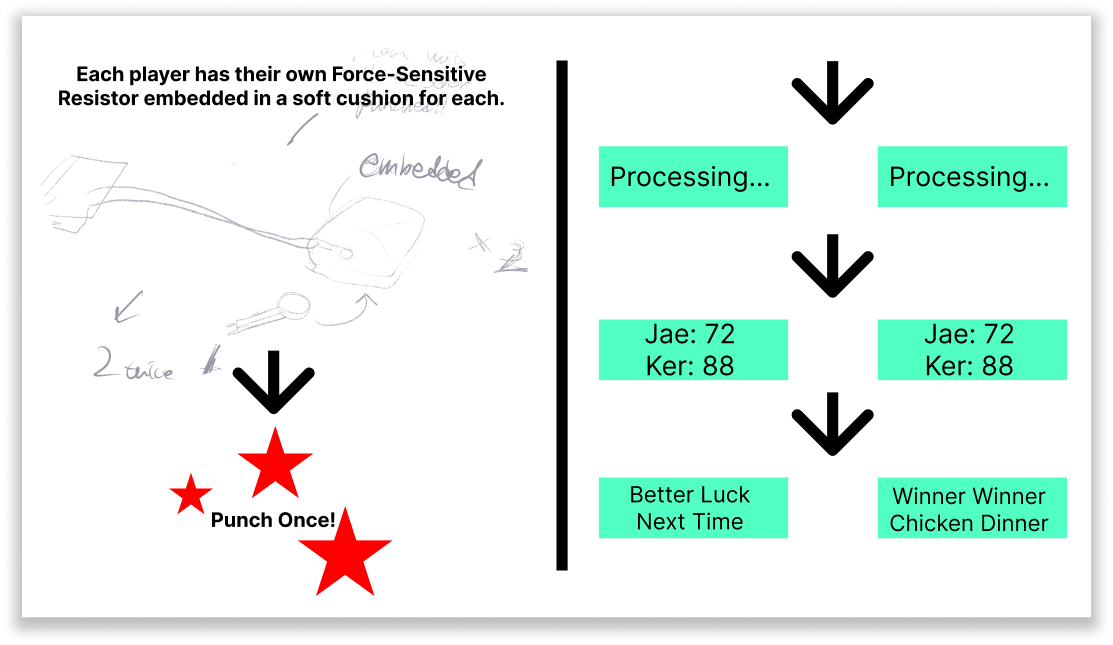 Each player has their own Force-Sensitive
Resistor embedded in a soft cushion for each.
embedded
x 2
2 twice
Punch Once!
Processing...
Processing...
Jae: 72
Ker: 88
Jae: 72
Ker: 88
Better Luck
Next Time
Winner Winner
Chicken Dinner